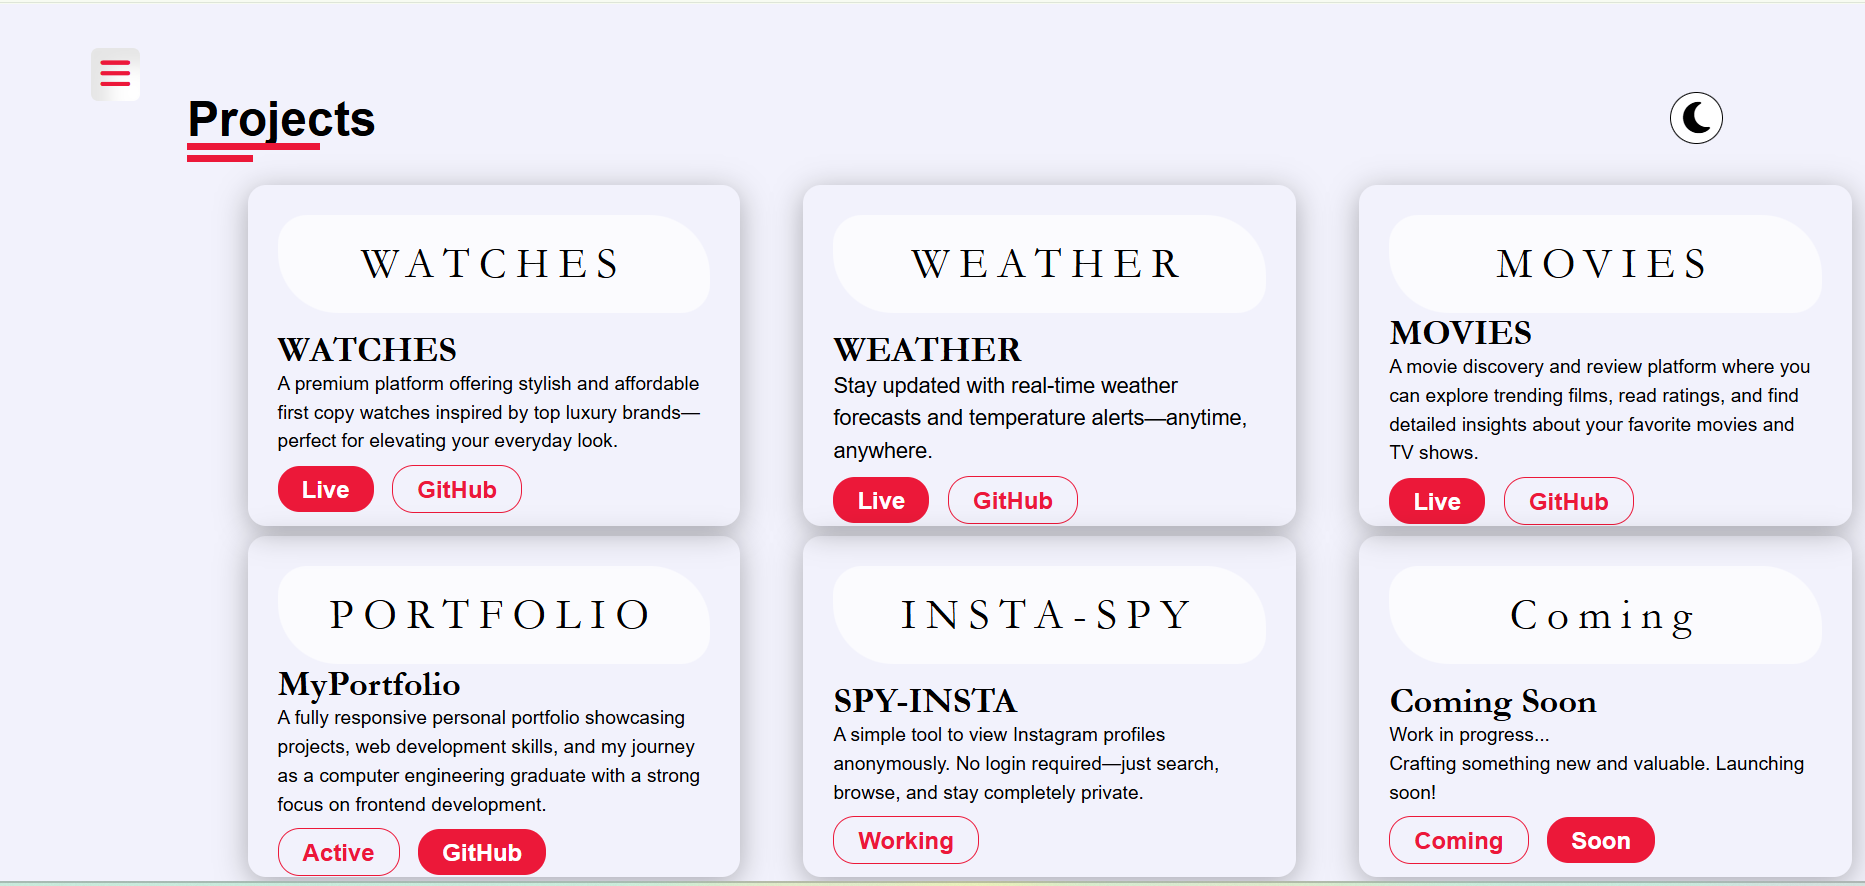 Projects
WATCHES
WATCHES
A premium platform offering stylish and affordable
first copy watches inspired by top luxury brands—
perfect for elevating your everyday look.
Live GitHub
WEATHER
WEATHER
Stay updated with real-time weather
forecasts and temperature alerts—anytime,
anywhere.
Live GitHub
MOVIES
MOVIES
A movie discovery and review platform where you
can explore trending films, read ratings, and find
detailed insights about your favorite movies and
TV shows.
Live GitHub
PORTFOLIO
MyPortfolio
A fully responsive personal portfolio showcasing
projects, web development skills, and my journey
as a computer engineering graduate with a strong
focus on frontend development.
Active GitHub
INSTA-SPY
SPY-INSTA
A simple tool to view Instagram profiles
anonymously. No login required—just search,
browse, and stay completely private.
Working
Coming
Coming Soon
Work in progress...
Crafting something new and valuable. Launching
soon!
Coming Soon